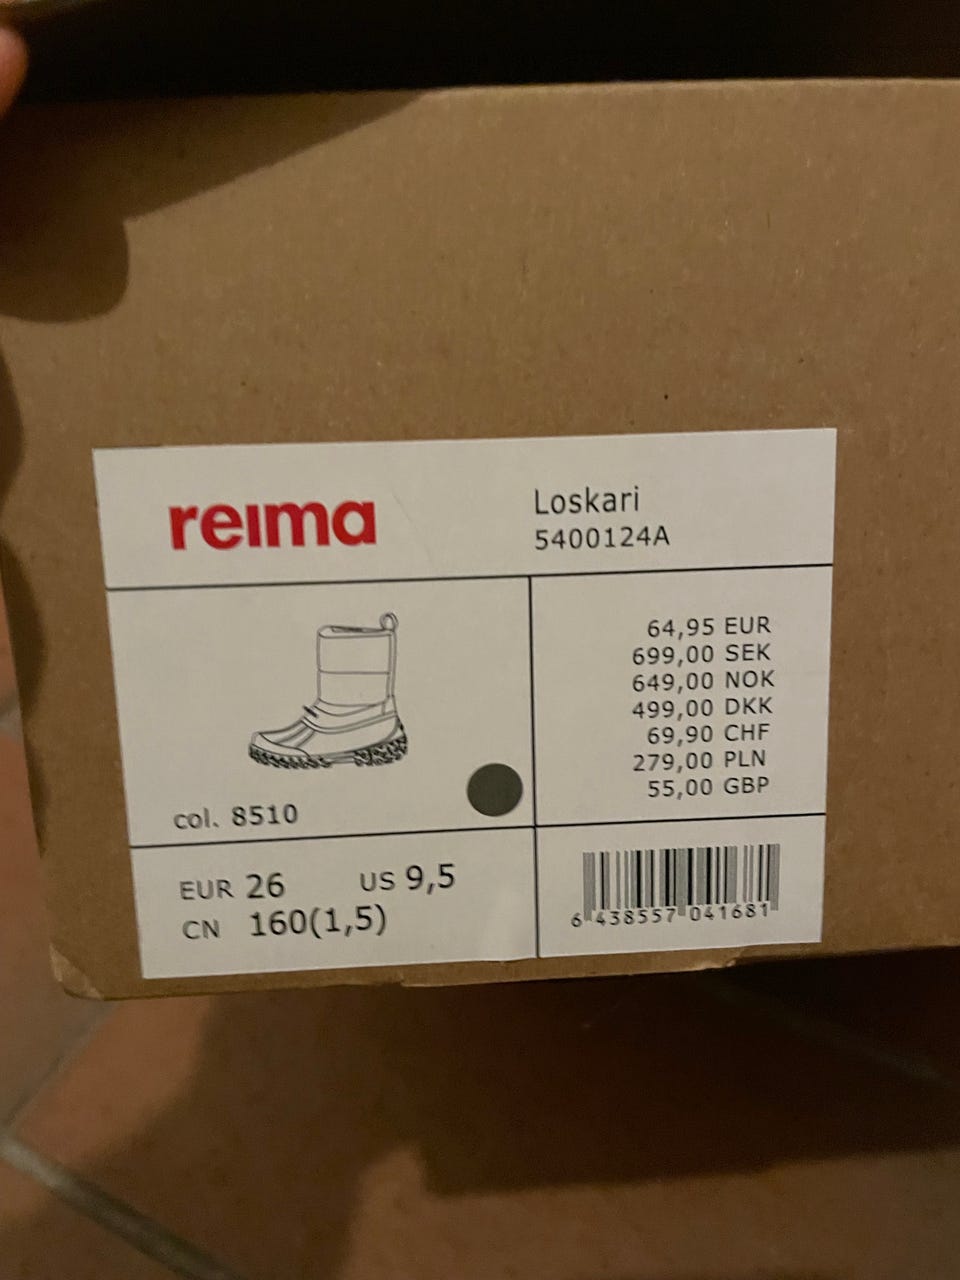 reima
Loskari
5400124A
64,95 EUR
699,00 SEK
649,00 NOK
499,00 DKK
69,90 CHF
279,00 PLN
55,00 GBP
col. 8510
EUR 26 US 9,5
CN 160(1,5)
6 438557 041681